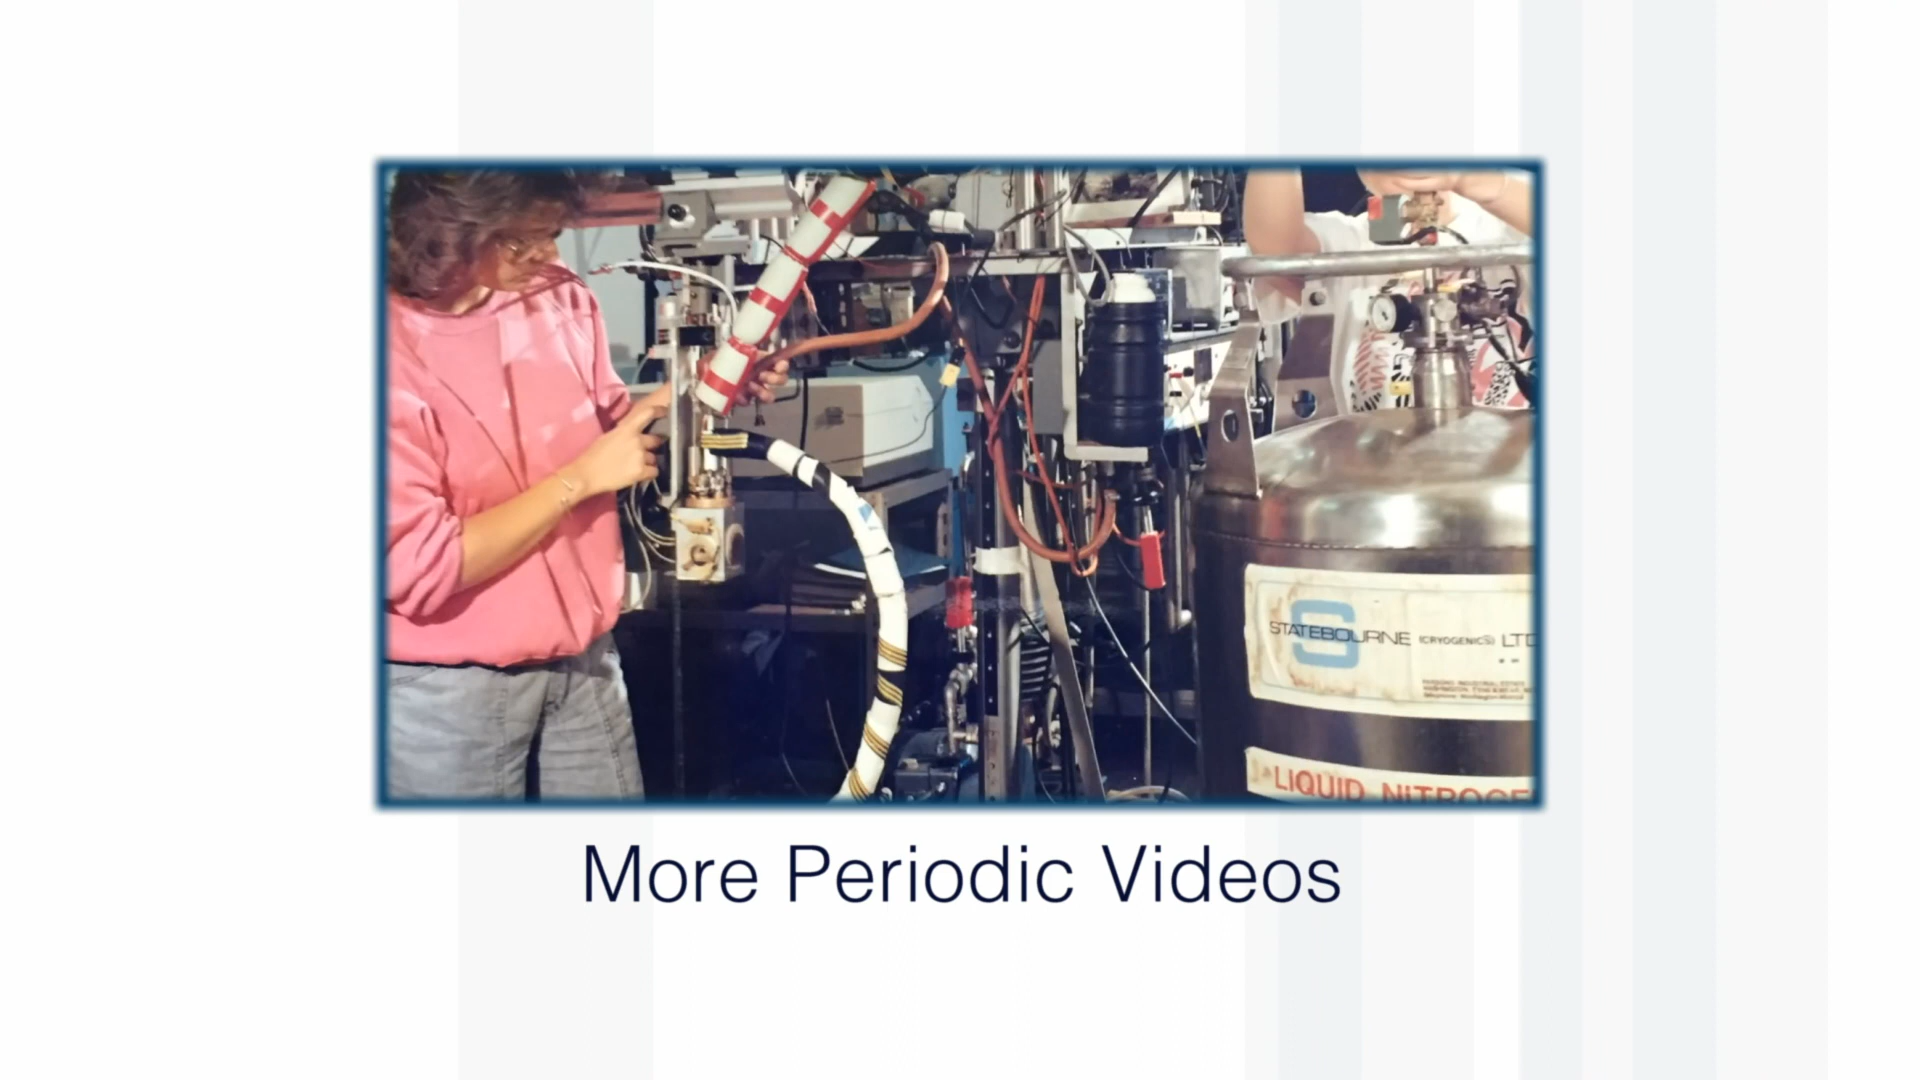 STATEBOURNE (CRYOGENICS) LTD
LIQUID NITROGE
More Periodic Videos